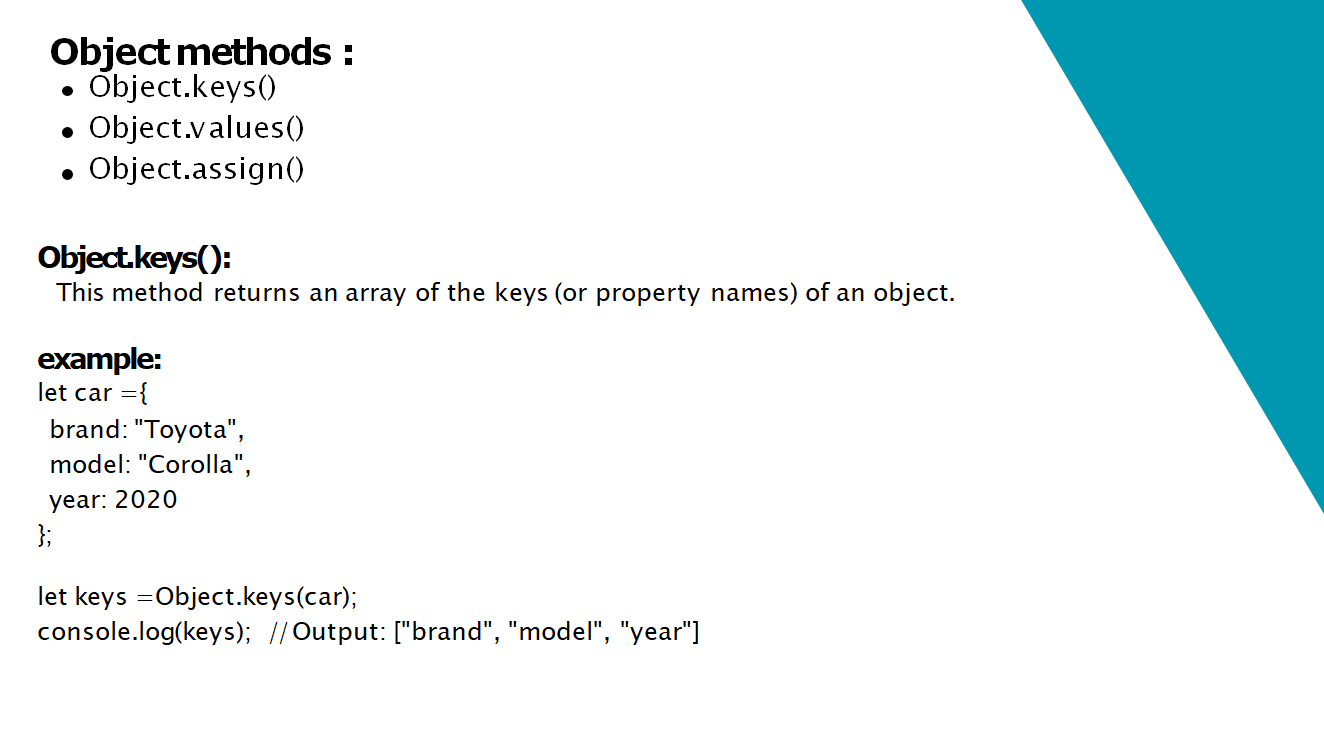 Object methods :
• Object.keys()
• Object.values()
• Object.assign()
Object.keys():
This method returns an array of the keys (or property names) of an object.
example:
let car ={
brand: "Toyota",
model: "Corolla",
year: 2020
};
let keys =Object.keys(car);
console.log(keys); //Output: ["brand", "model", "year"]